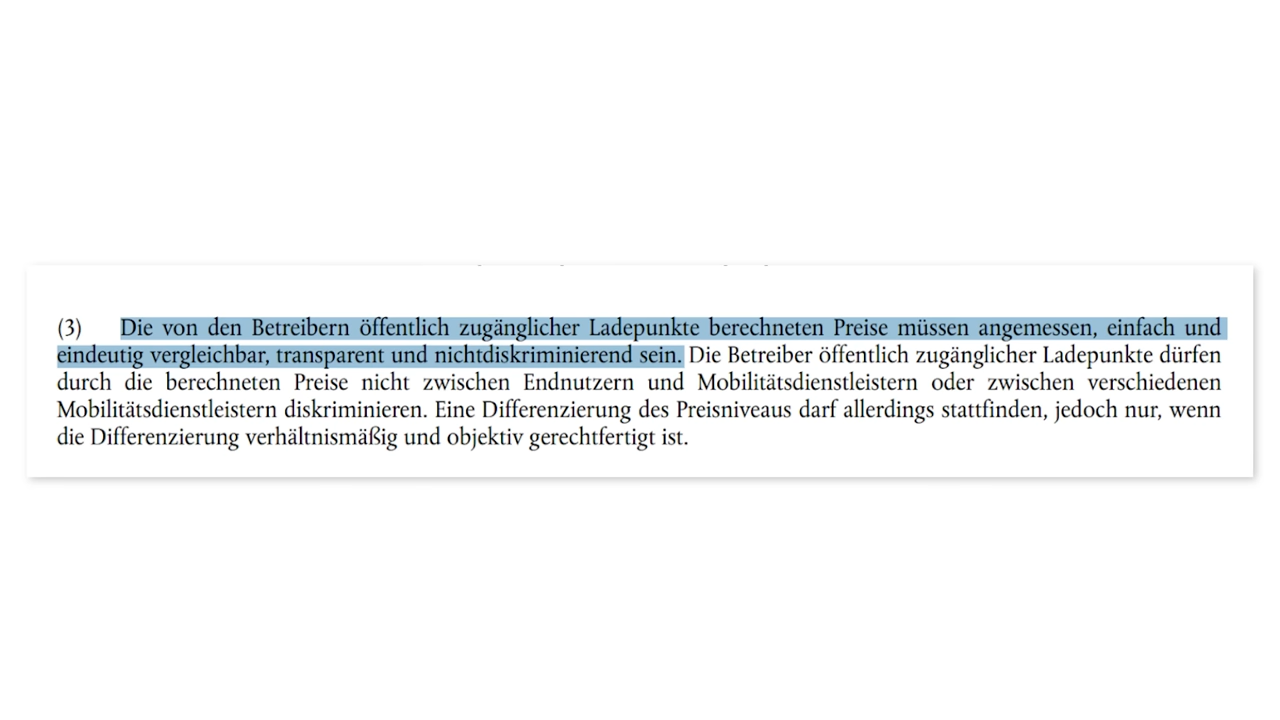 (3) Die von den Betreibern öffentlich zugänglicher Ladepunkte berechneten Preise müssen angemessen, einfach und
eindeutig vergleichbar, transparent und nichtdiskriminierend sein. Die Betreiber öffentlich zugänglicher Ladepunkte dürfen
durch die berechneten Preise nicht zwischen Endnutzern und Mobilitätsdienstleistern oder zwischen verschiedenen
Mobilitätsdienstleistern diskriminieren. Eine Differenzierung des Preisniveaus darf allerdings stattfinden, jedoch nur, wenn
die Differenzierung verhältnismäßig und objektiv gerechtfertigt ist.